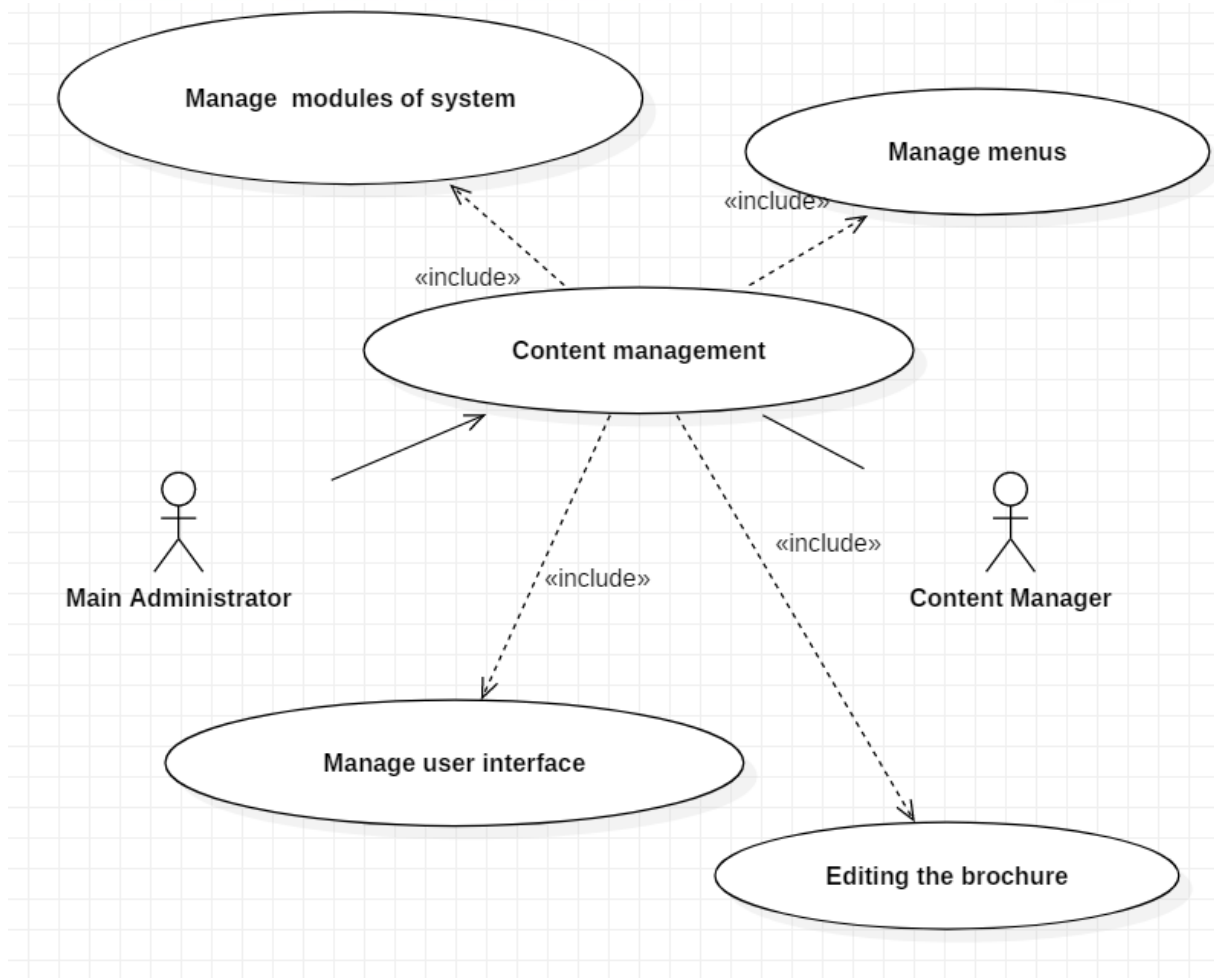 Manage  modules of system
Manage menus
«include»
«include»
Content management
«include»
«include»
Main Administrator
Content Manager
Manage user interface
Editing the brochure